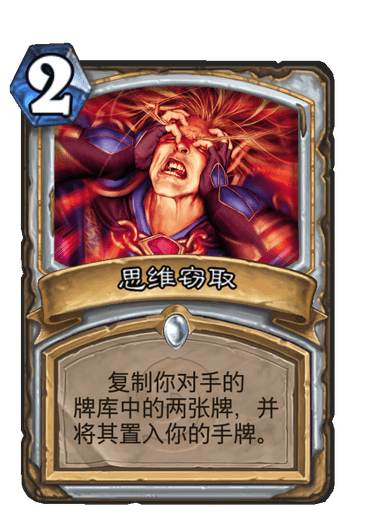 2
思维窃取
复制你对手的
牌库中的两张牌，并
将其置入你的手牌。